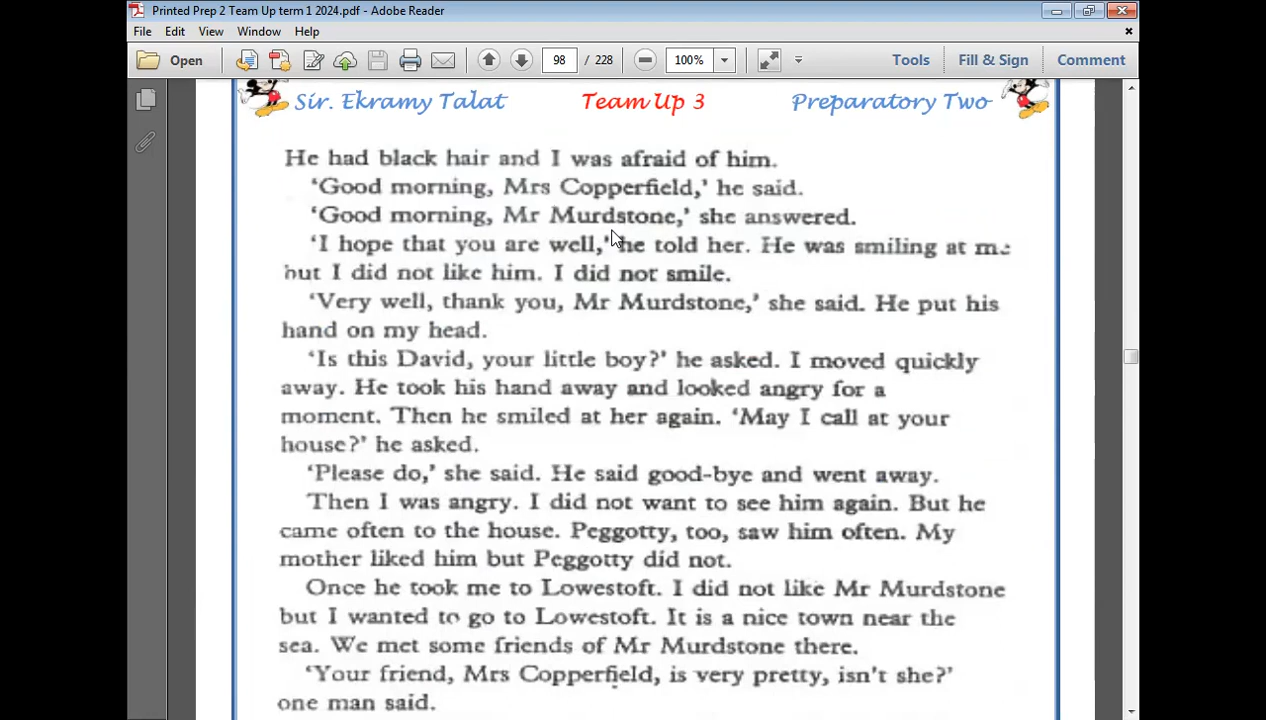 Printed Prep 2 Team Up term 1 2024.pdf - Adobe Reader
File Edit View Window Help
Open 98 / 228 100% Tools Fill & Sign Comment
Sir. Ekramy Talat Team Up 3 Preparatory Two
He had black hair and I was afraid of him.
‘Good morning, Mrs Copperfield,’ he said.
‘Good morning, Mr Murdstone,’ she answered.
‘I hope that you are well,’ he told her. He was smiling at me
but I did not like him. I did not smile.
‘Very well, thank you, Mr Murdstone,’ she said. He put his
hand on my head.
‘Is this David, your little boy?’ he asked. I moved quickly
away. He took his hand away and looked angry for a
moment. Then he smiled at her again. ‘May I call at your
house?’ he asked.
‘Please do,’ she said. He said good-bye and went away.
Then I was angry. I did not want to see him again. But he
came often to the house. Peggotty, too, saw him often. My
mother liked him but Peggotty did not.
Once he took me to Lowestoft. I did not like Mr Murdstone
but I wanted to go to Lowestoft. It is a nice town near the
sea. We met some friends of Mr Murdstone there.
‘Your friend, Mrs Copperfield, is very pretty, isn't she?’
one man said.